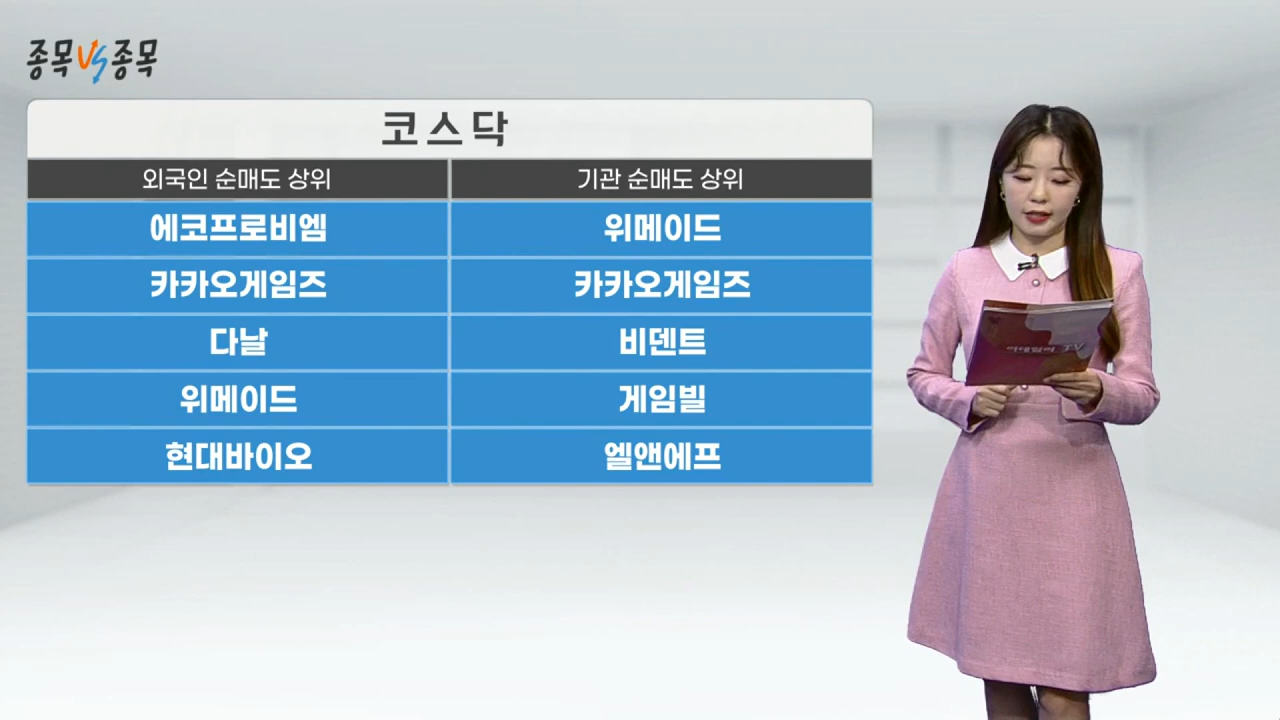 종목VS종목
코스닥
외국인 순매도 상위 기관 순매도 상위
에코프로비엠 위메이드
카카오게임즈 카카오게임즈
다날 비덴트
위메이드 게임빌
현대바이오 엘앤에프